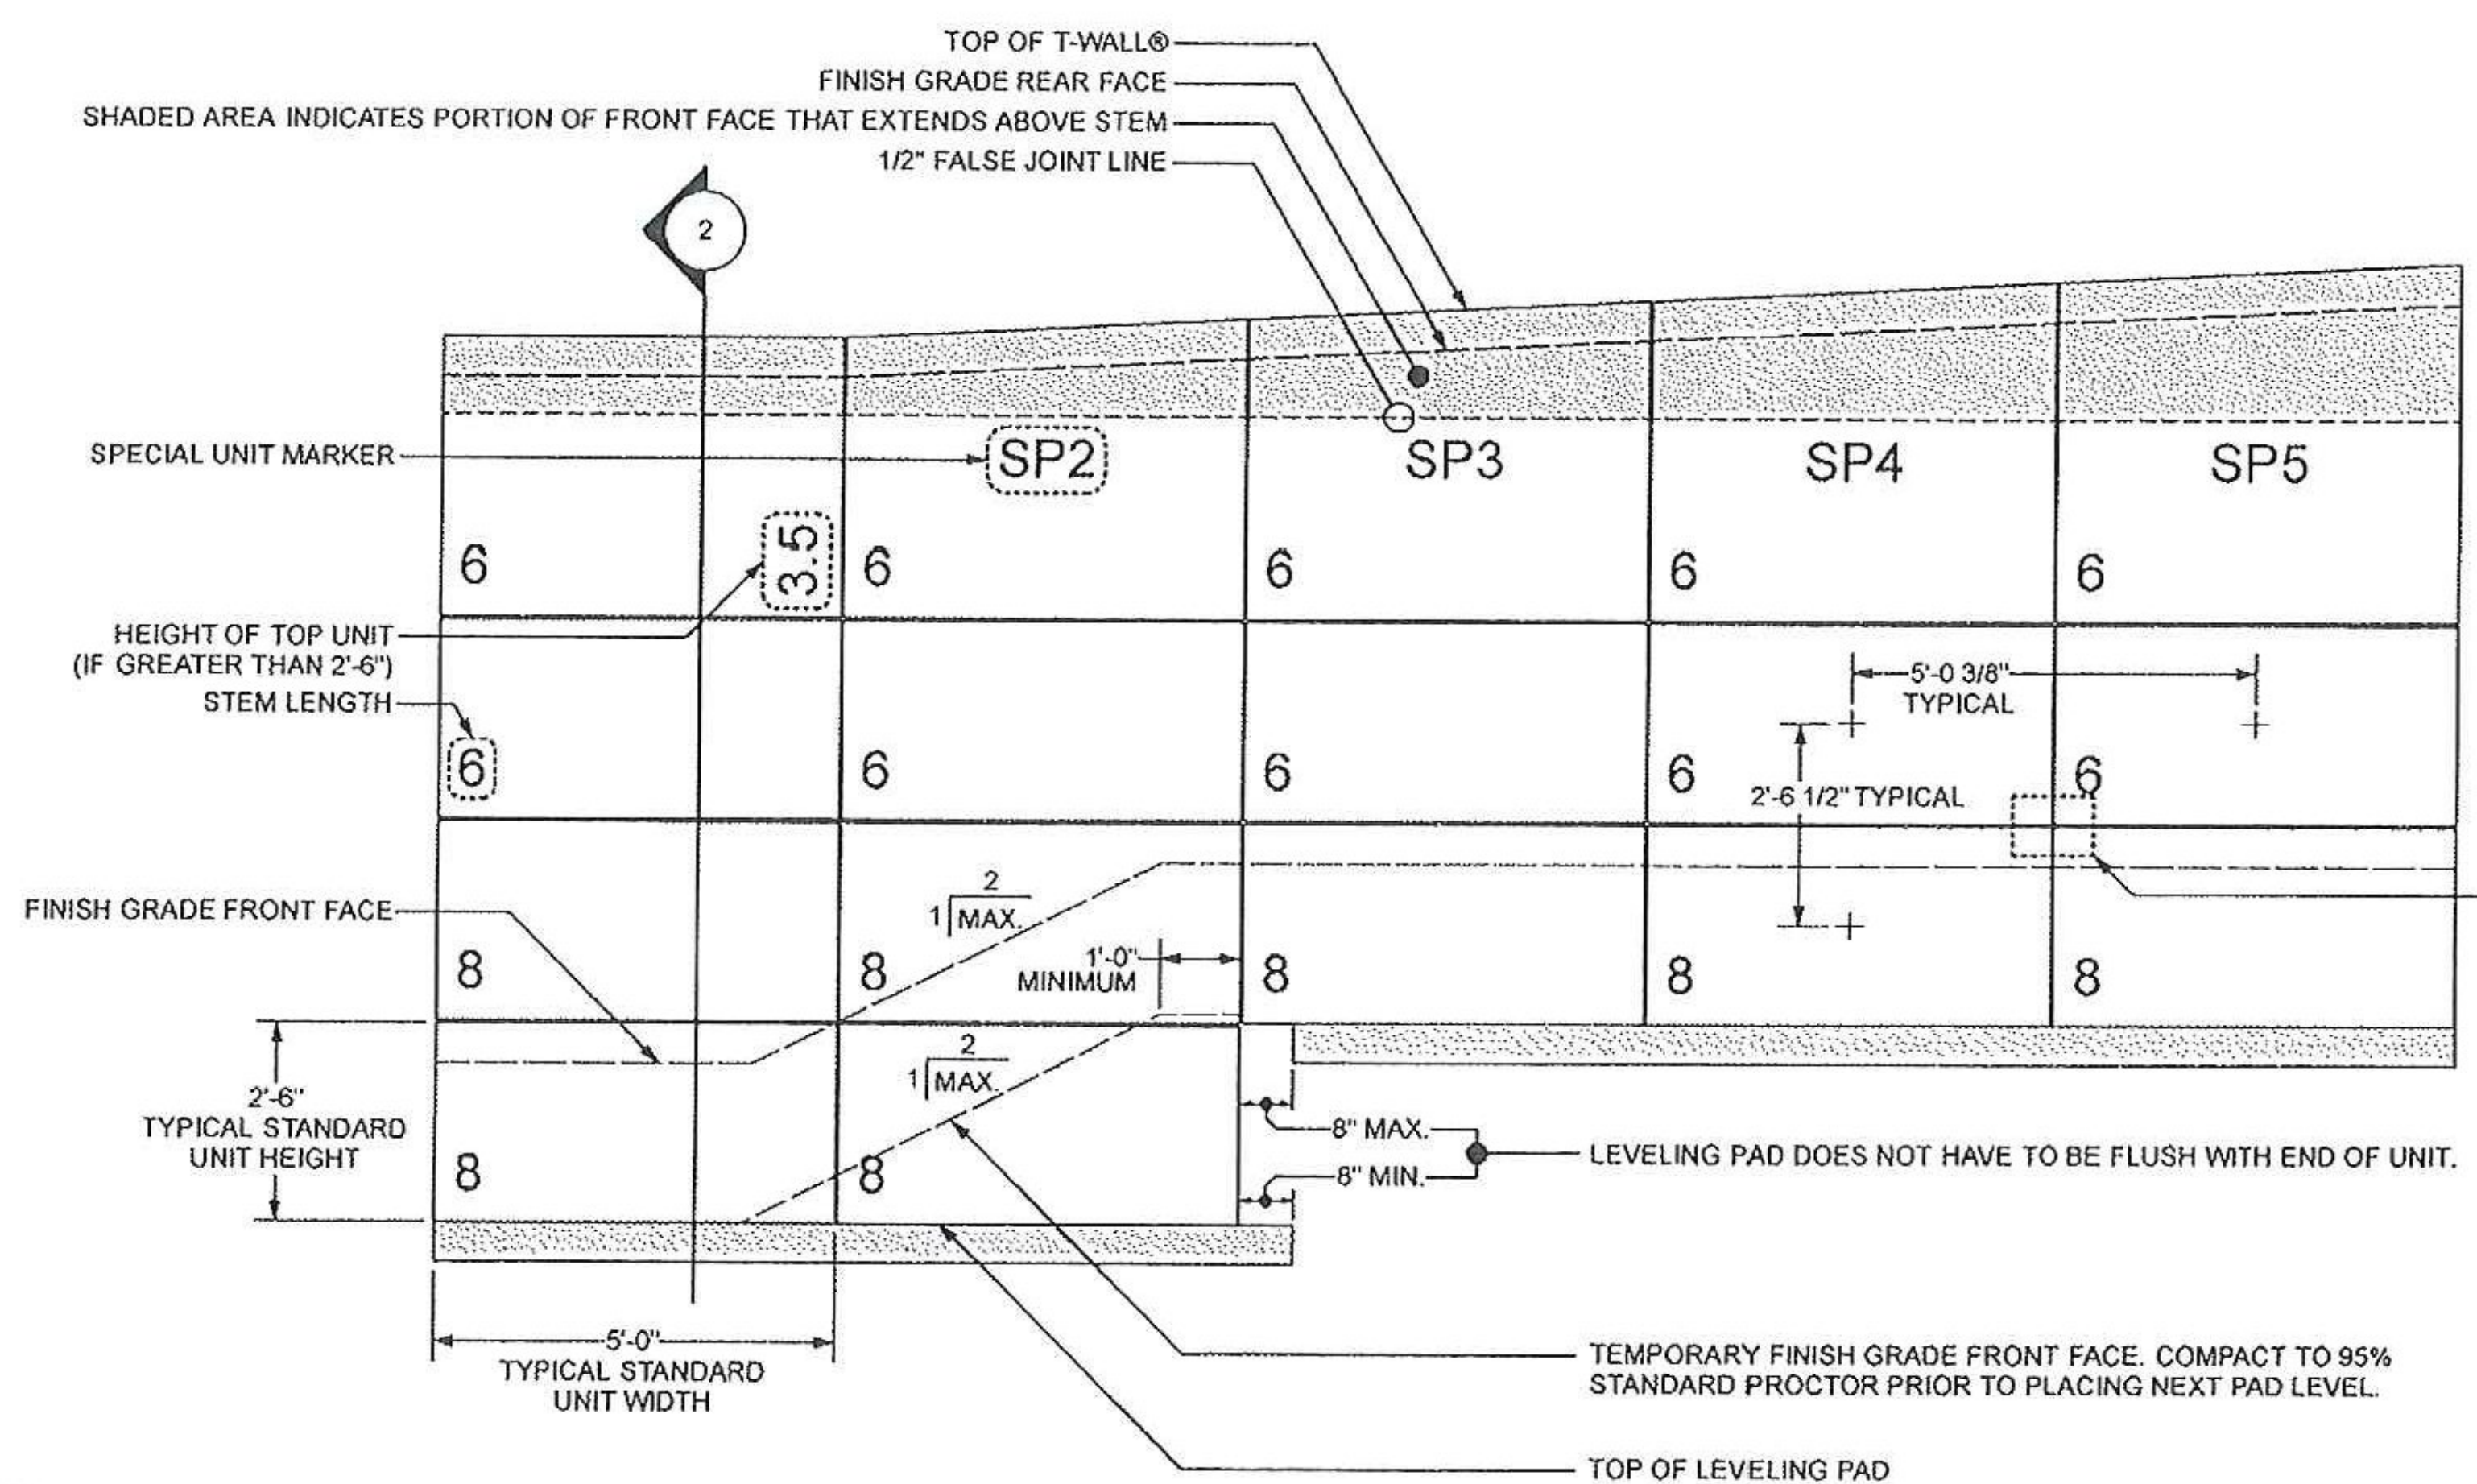 TOP OF T-WALL®
FINISH GRADE REAR FACE
SHADED AREA INDICATES PORTION OF FRONT FACE THAT EXTENDS ABOVE STEM
1/2" FALSE JOINT LINE
2
SPECIAL UNIT MARKER
SP2
SP3
SP4
SP5
3.5
6
6
6
6
6
HEIGHT OF TOP UNIT
(IF GREATER THAN 2'-6")
STEM LENGTH
5'-0 3/8"
TYPICAL
6
6
6
6
6
2'-6 1/2" TYPICAL
FINISH GRADE FRONT FACE
2
1 MAX.
1'-0"
MINIMUM
8
8
8
8
8
2'-6"
TYPICAL STANDARD
UNIT HEIGHT
2
1 MAX.
8
8
8" MAX.
8" MIN.
LEVELING PAD DOES NOT HAVE TO BE FLUSH WITH END OF UNIT.
5'-0"
TYPICAL STANDARD
UNIT WIDTH
TEMPORARY FINISH GRADE FRONT FACE. COMPACT TO 95%
STANDARD PROCTOR PRIOR TO PLACING NEXT PAD LEVEL.
TOP OF LEVELING PAD